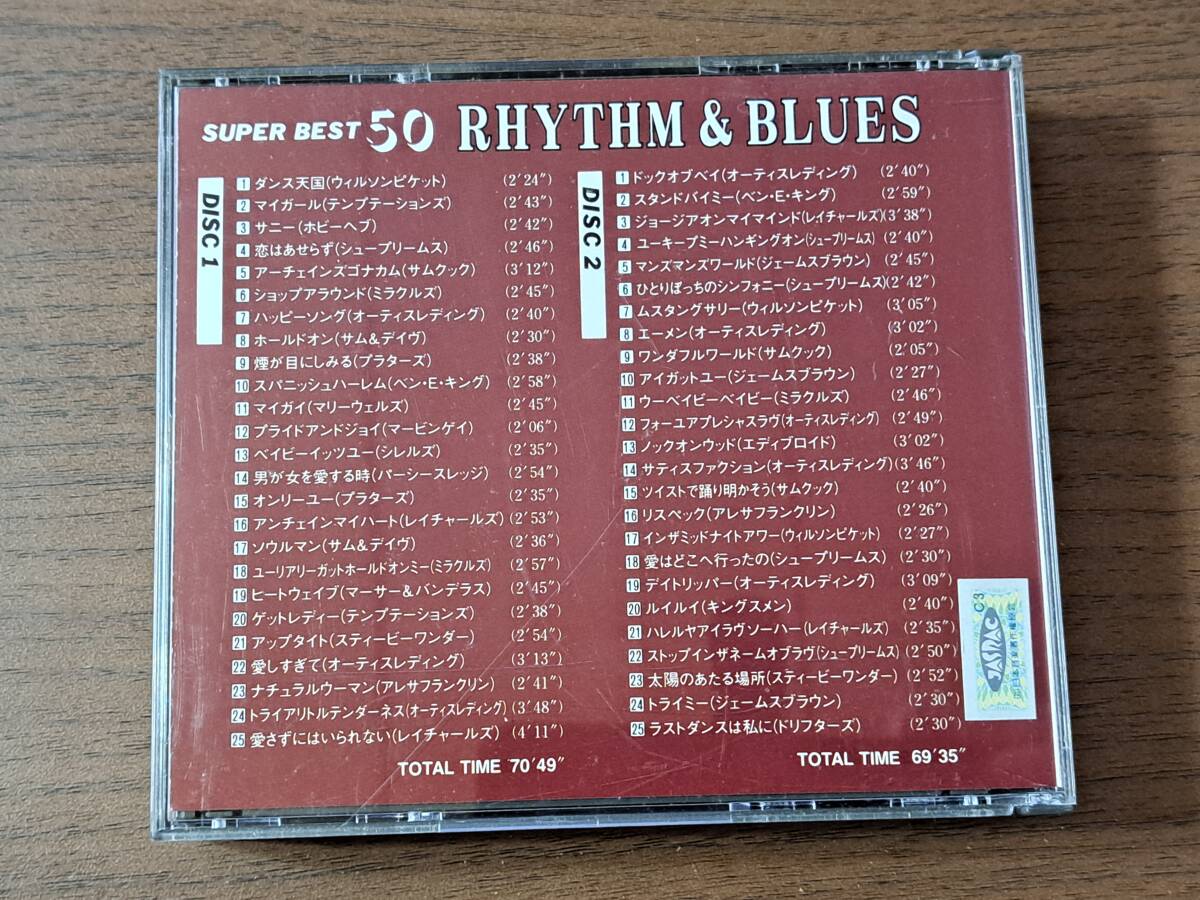 SUPER BEST 50 RHYTHM & BLUES
DISC 1
1 ダンス天国(ウィルソンピケット) (2'24")
2 マイガール(テンプテーションズ) (2'43")
3 サニー(ホビーヘブ) (2'42")
4 恋はあせらず(シュープリームス) (2'46")
5 アーチェインズゴナカム(サムクック) (3'12")
6 ショップアラウンド(ミラクルズ) (2'45")
7 ハッピーソング(オーティスレディング) (2'40")
8 ホールドオン(サム&デイヴ) (2'30")
9 煙が目にしみる(プラターズ) (2'38")
10 スパニッシュハーレム(ベン・E・キング) (2'58")
11 マイガイ(マリーウェルズ) (2'45")
12 プライドアンドジョイ(マービンゲイ) (2'06")
13 ベイビーイッツユー(シレルズ) (2'35")
14 男が女を愛する時(パーシースレッジ) (2'54")
15 オンリーユー(プラターズ) (2'35")
16 アンチェインマイハート(レイチャールズ) (2'53")
17 ソウルマン(サム&デイヴ) (2'36")
18 ユーリアリーガットホールドオンミー(ミラクルズ) (2'57")
19 ヒートウェイブ(マーサー&バンデラス) (2'45")
20 ゲットレディー(テンプテーションズ) (2'38")
21 アップタイト(スティービーワンダー) (2'54")
22 愛しすぎて(オーティスレディング) (3'13")
23 ナチュラルウーマン(アレサフランクリン) (2'41")
24 トライアリトルテンダーネス(オーティスレディング) (3'48")
25 愛さずにはいられない(レイチャールズ) (4'11")
TOTAL TIME 70'49"
DISC 2
1 ドックオブベイ(オーティスレディング) (2'40")
2 スタンドバイミー(ベン・E・キング) (2'59")
3 ジョージアオンマイマインド(レイチャールズ)(3'38")
4 ユーキープミーハンギングオン(シュープリームス) (2'40")
5 マンズマンズワールド(ジェームスブラウン) (2'45")
6 ひとりぼっちのシンフォニー(シュープリームス)(2'42")
7 ムスタングサリー(ウィルソンピケット) (3'05")
8 エーメン(オーティスレディング) (3'02")
9 ワンダフルワールド(サムクック) (2'05")
10 アイガットユー(ジェームスブラウン) (2'27")
11 ウーベイビーベイビー(ミラクルズ) (2'46")
12 フォーユアプレシャスラヴ(オーティスレディング) (2'49")
13 ノックオンウッド(エディブロイド) (3'02")
14 サティスファクション(オーティスレディング)(3'46")
15 ツイストで踊り明かそう(サムクック) (2'40")
16 リスペック(アレサフランクリン) (2'26")
17 インザミッドナイトアワー(ウィルソンピケット) (2'27")
18 愛はどこへ行ったの(シュープリームス) (2'30")
19 デイトリッパー(オーティスレディング) (3'09")
20 ルイルイ(キングスメン) (2'40")
21 ハレルヤアイラヴソーハー(レイチャールズ) (2'35")
22 ストップインザネームオブラヴ(シュープリームス) (2'50")
23 太陽のあたる場所(スティービーワンダー) (2'52")
24 トライミー(ジェームスブラウン) (2'30")
25 ラストダンスは私に(ドリフターズ) (2'30")
TOTAL TIME 69'35"
C3
JASRAC